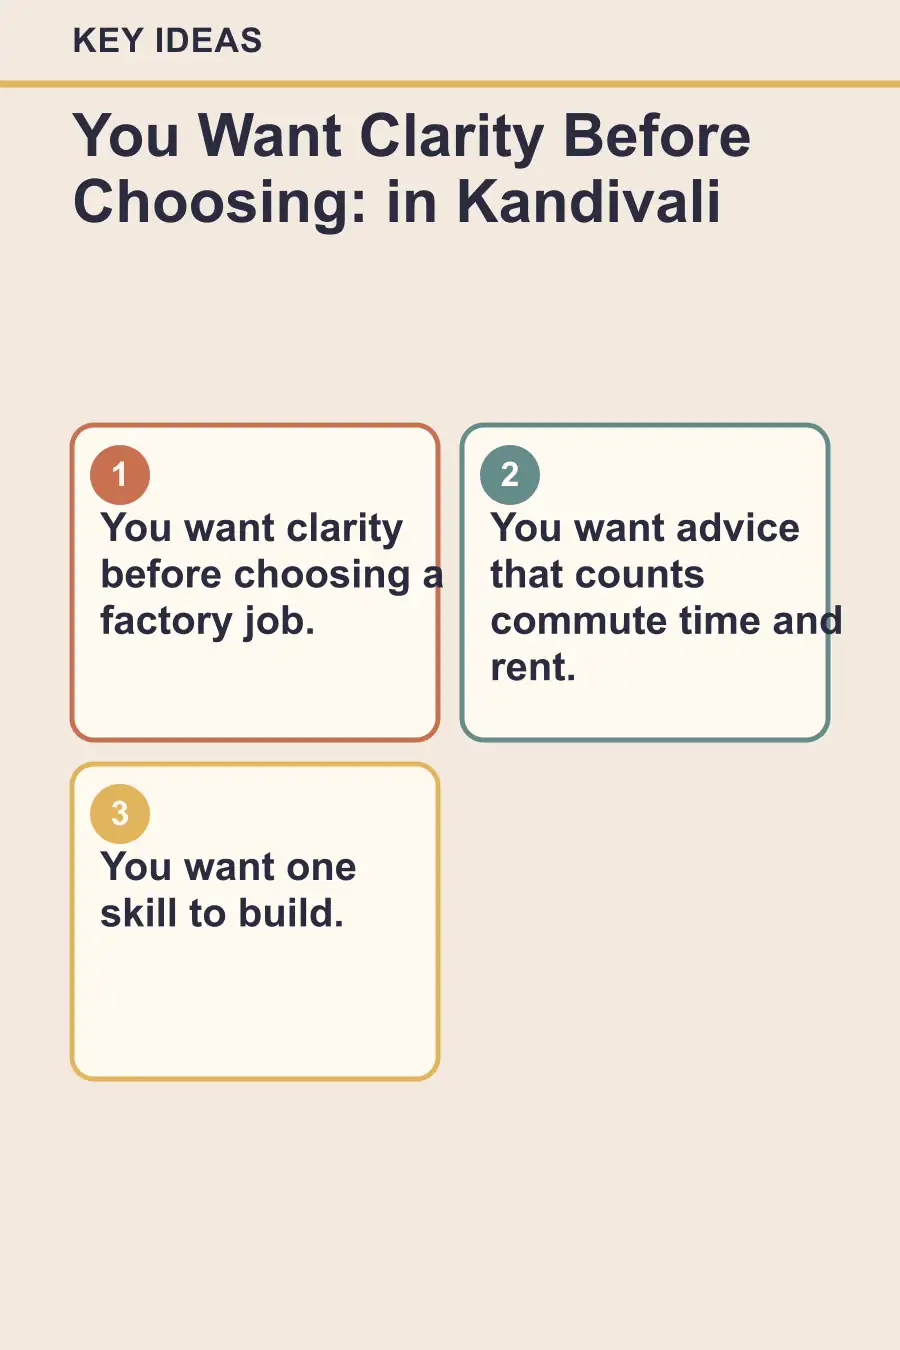 KEY IDEAS
You Want Clarity Before
Choosing: in Kandivali
1
You want clarity
before choosing a
factory job.
2
You want advice
that counts
commute time and
rent.
3
You want one
skill to build.